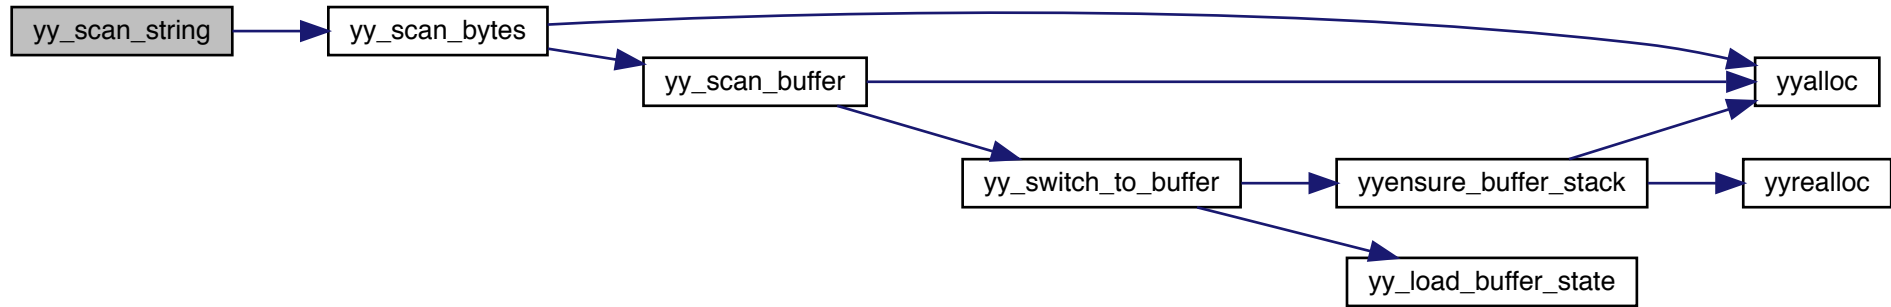 yy_scan_string
yy_scan_bytes
yy_scan_buffer
yyalloc
yy_switch_to_buffer
yyensure_buffer_stack
yyrealloc
yy_load_buffer_state